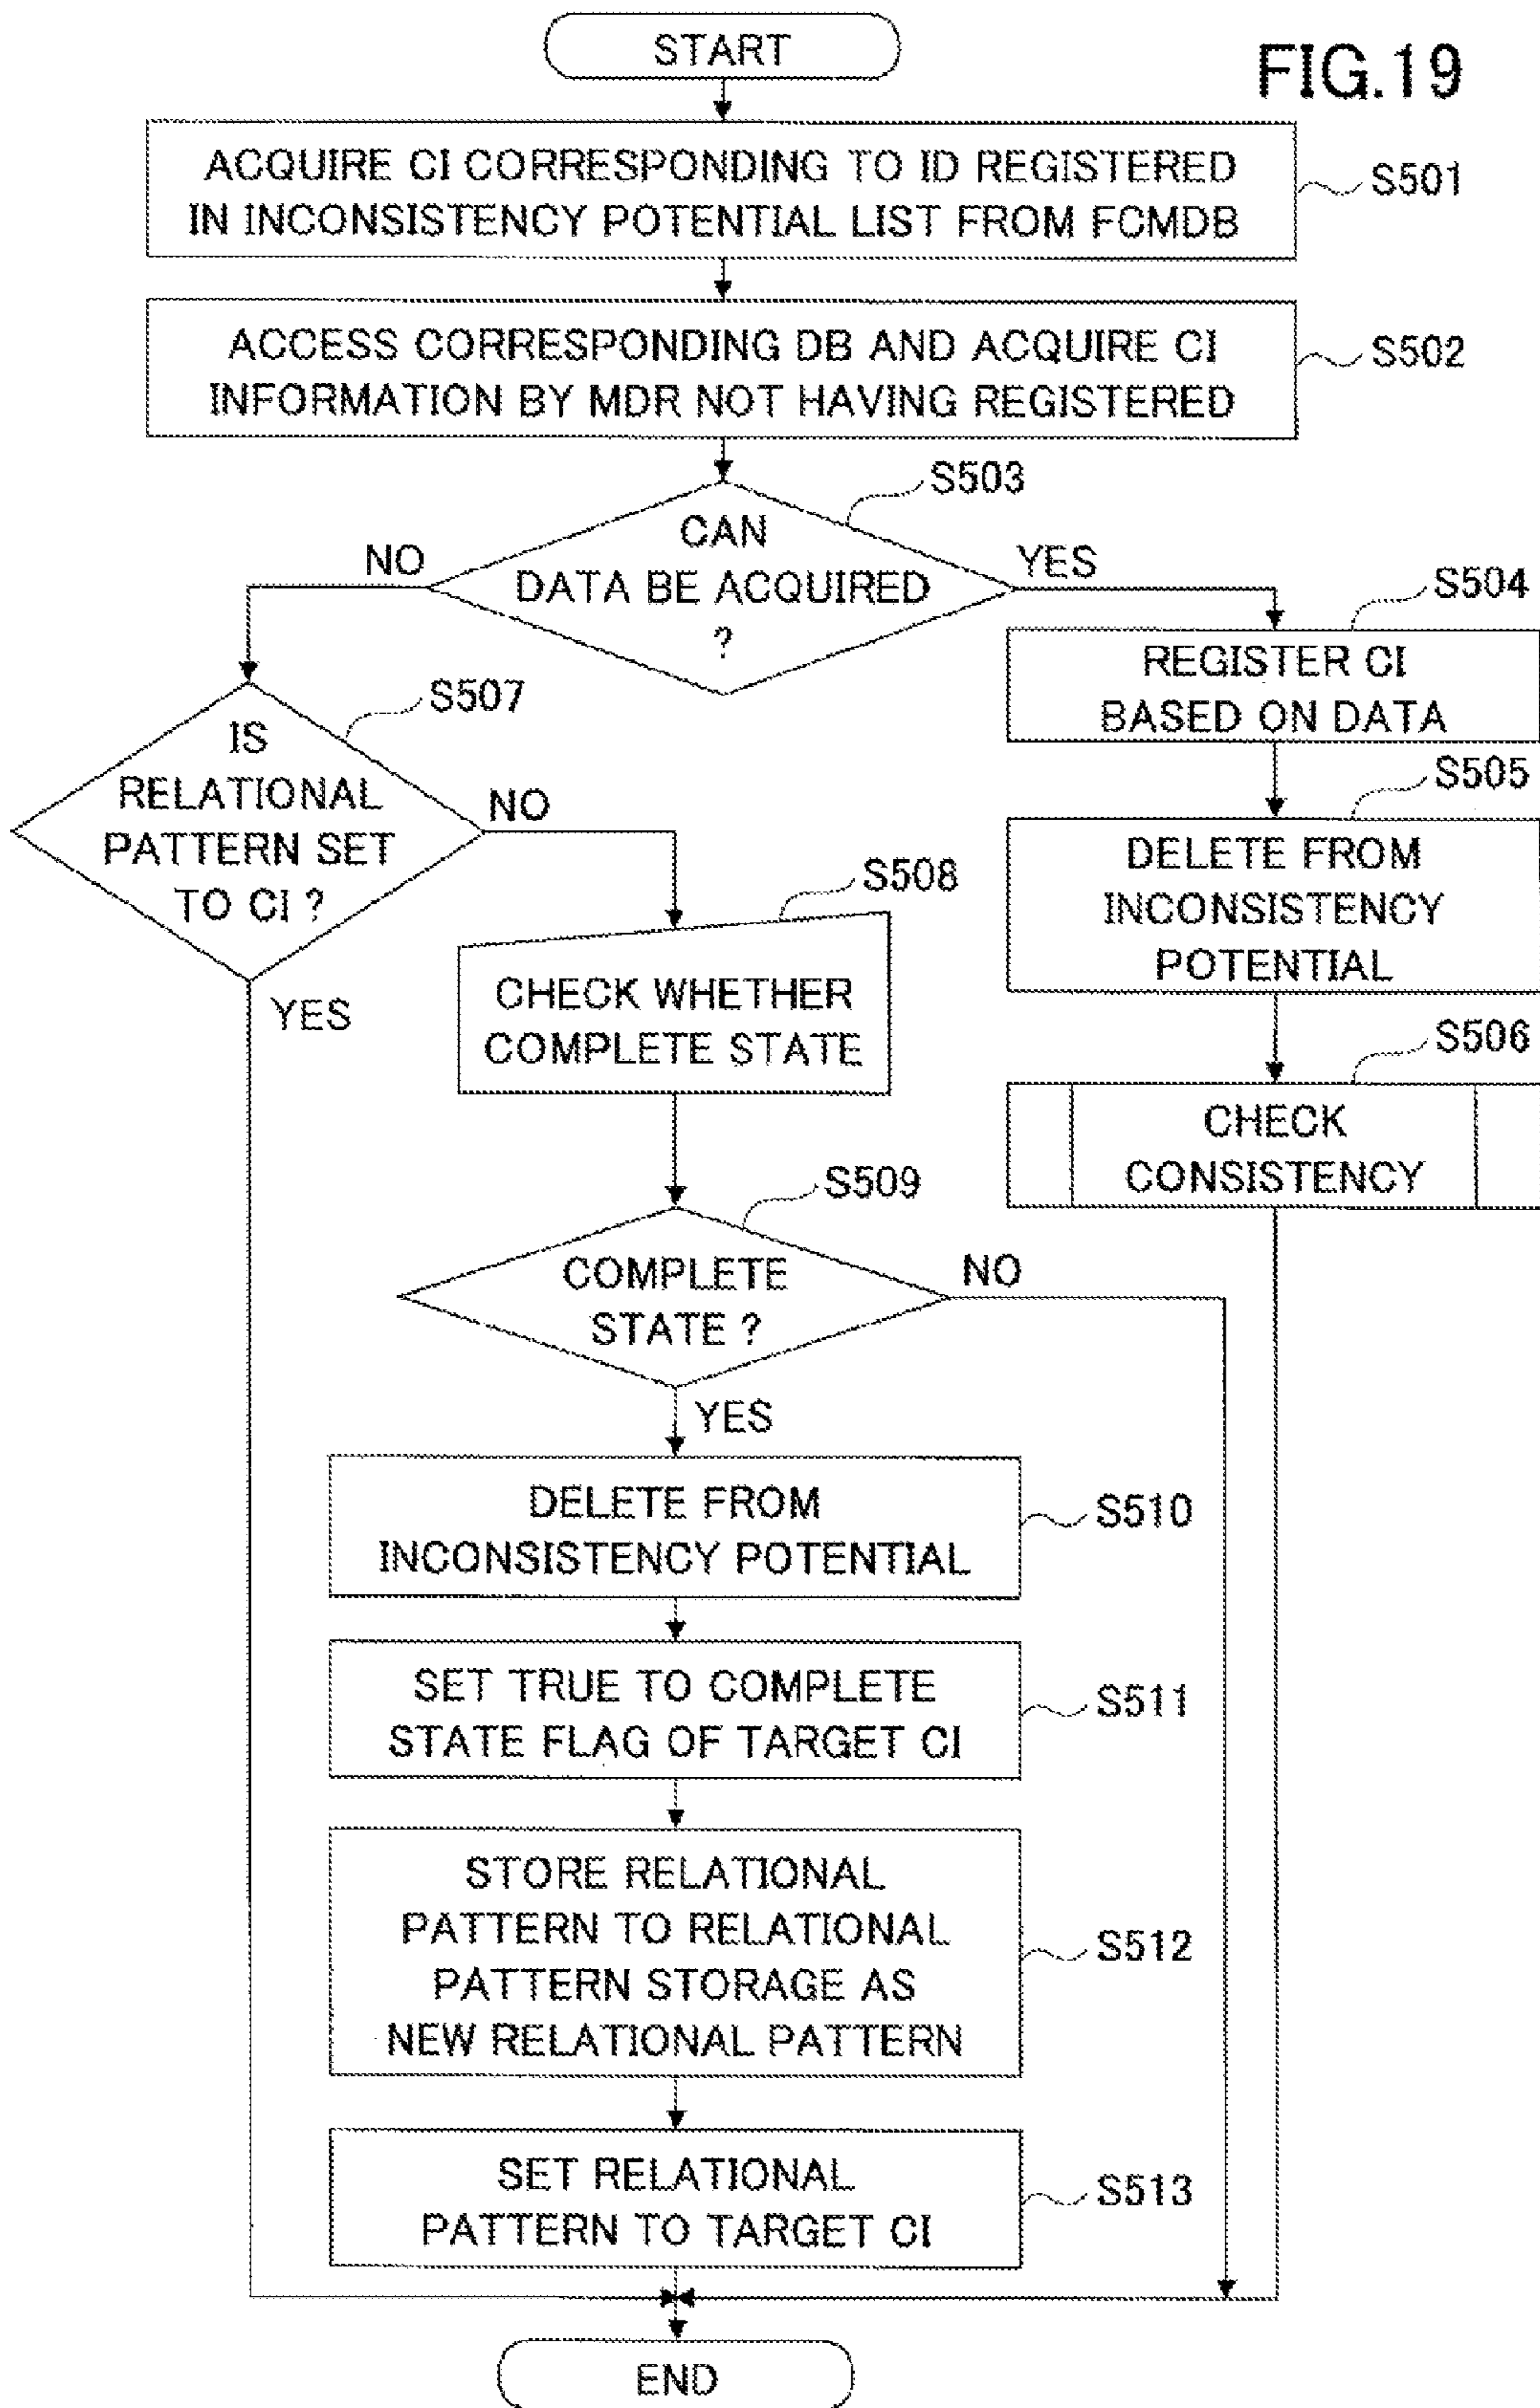 START
FIG.19
ACQUIRE CI CORRESPONDING TO ID REGISTERED
IN INCONSISTENCY POTENTIAL LIST FROM FCMDB
S501
ACCESS CORRESPONDING DB AND ACQUIRE CI
INFORMATION BY MDR NOT HAVING REGISTERED
S502
S503
CAN
DATA BE ACQUIRED
?
NO
YES
S504
REGISTER CI
BASED ON DATA
S507
IS
RELATIONAL
PATTERN SET
TO CI ?
NO
YES
S505
DELETE FROM
INCONSISTENCY
POTENTIAL
S508
CHECK WHETHER
COMPLETE STATE
S506
CHECK
CONSISTENCY
S509
COMPLETE
STATE ?
NO
YES
DELETE FROM
INCONSISTENCY POTENTIAL
S510
SET TRUE TO COMPLETE
STATE FLAG OF TARGET CI
S511
STORE RELATIONAL
PATTERN TO RELATIONAL
PATTERN STORAGE AS
NEW RELATIONAL PATTERN
S512
SET RELATIONAL
PATTERN TO TARGET CI
S513
END